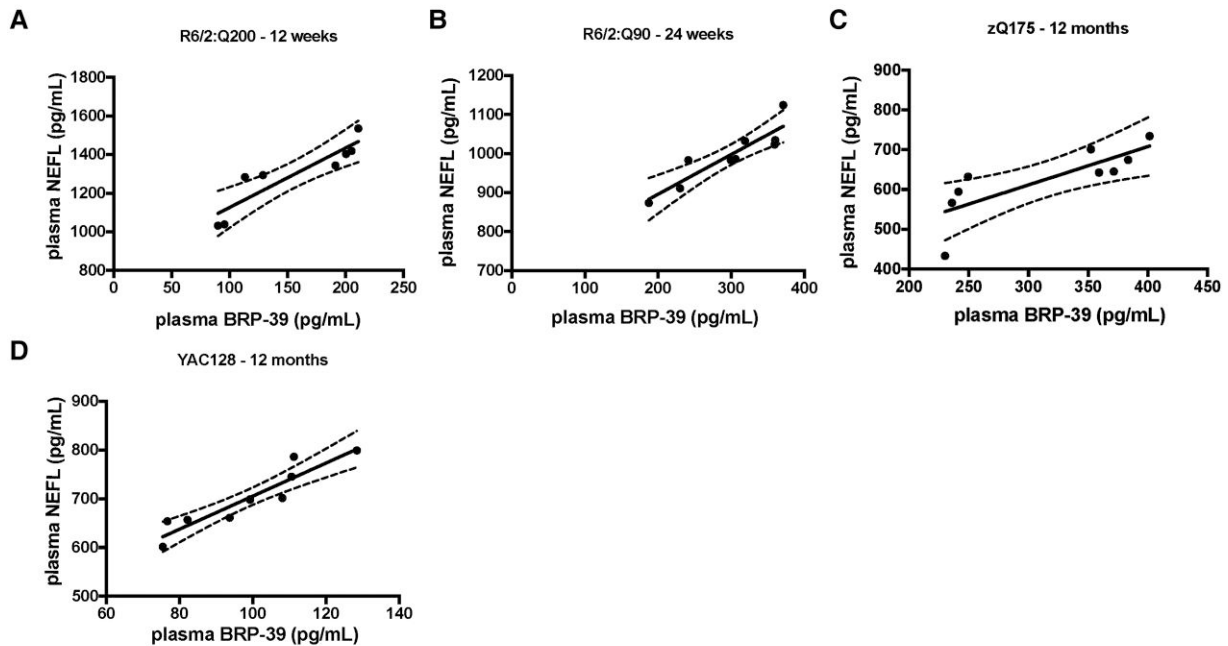 A
R6/2:Q200 - 12 weeks
plasma NEFL (pg/mL)
1800
1600
1400
1200
1000
800
0
50
100
150
200
250
plasma BRP-39 (pg/mL)
B
R6/2:Q90 - 24 weeks
plasma NEFL (pg/mL)
1200
1100
1000
900
800
700
0
100
200
300
400
plasma BRP-39 (pg/mL)
C
zQ175 - 12 months
plasma NEFL (pg/mL)
900
800
700
600
500
400
200
250
300
350
400
450
plasma BRP-39 (pg/mL)
D
YAC128 - 12 months
plasma NEFL (pg/mL)
900
800
700
600
500
60
80
100
120
140
plasma BRP-39 (pg/mL)